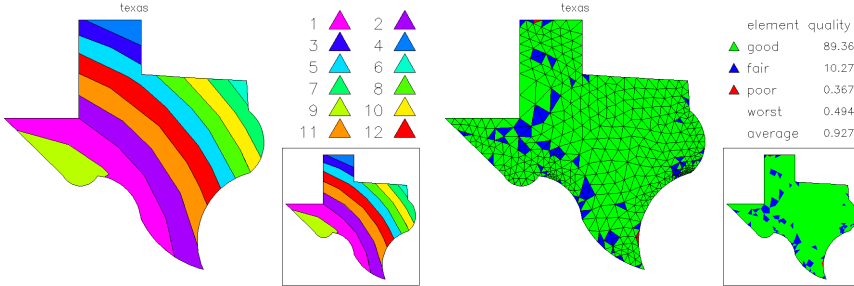 texas
1 2
3 4
5 6
7 8
9 10
11 12
texas
element quality
good 89.36
fair 10.27
poor 0.367
worst 0.494
average 0.927